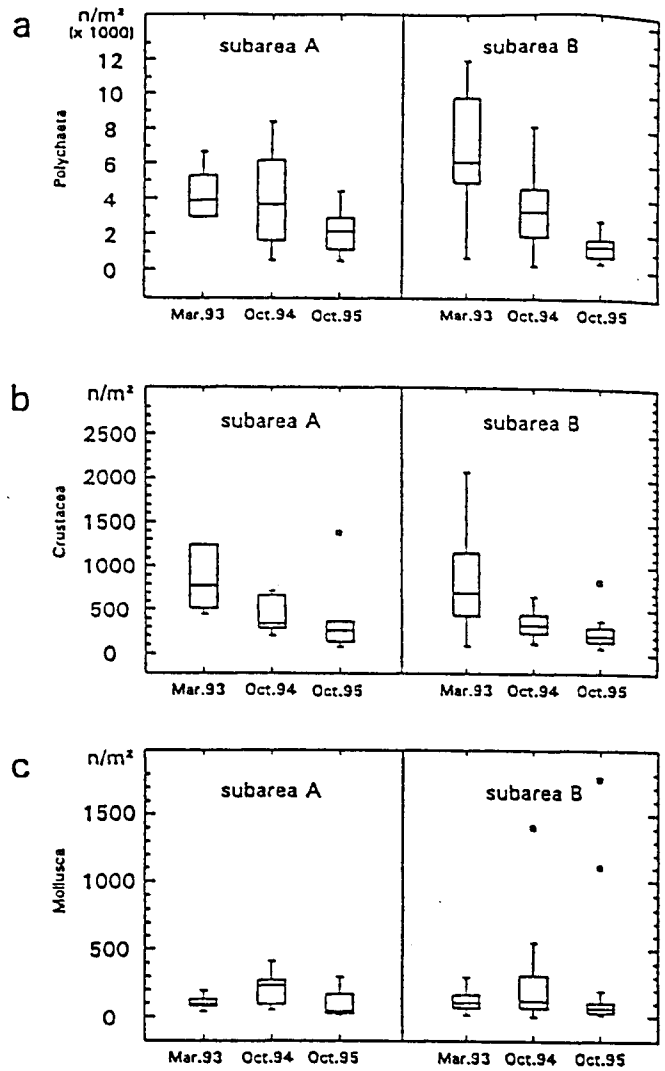 a
n/m²
(x 1000)
subarea A
subarea B
12
10
8
6
4
2
0
Polychaeta
Mar.93 Oct.94 Oct.95 Mar.93 Oct.94 Oct.95
b
n/m²
subarea A
subarea B
2500
2000
1500
1000
500
0
Crustacea
Mar.93 Oct.94 Oct.95 Mar.93 Oct.94 Oct.95
c
n/m²
subarea A
subarea B
1500
1000
500
0
Mollusca
Mar.93 Oct.94 Oct.95 Mar.93 Oct.94 Oct.95